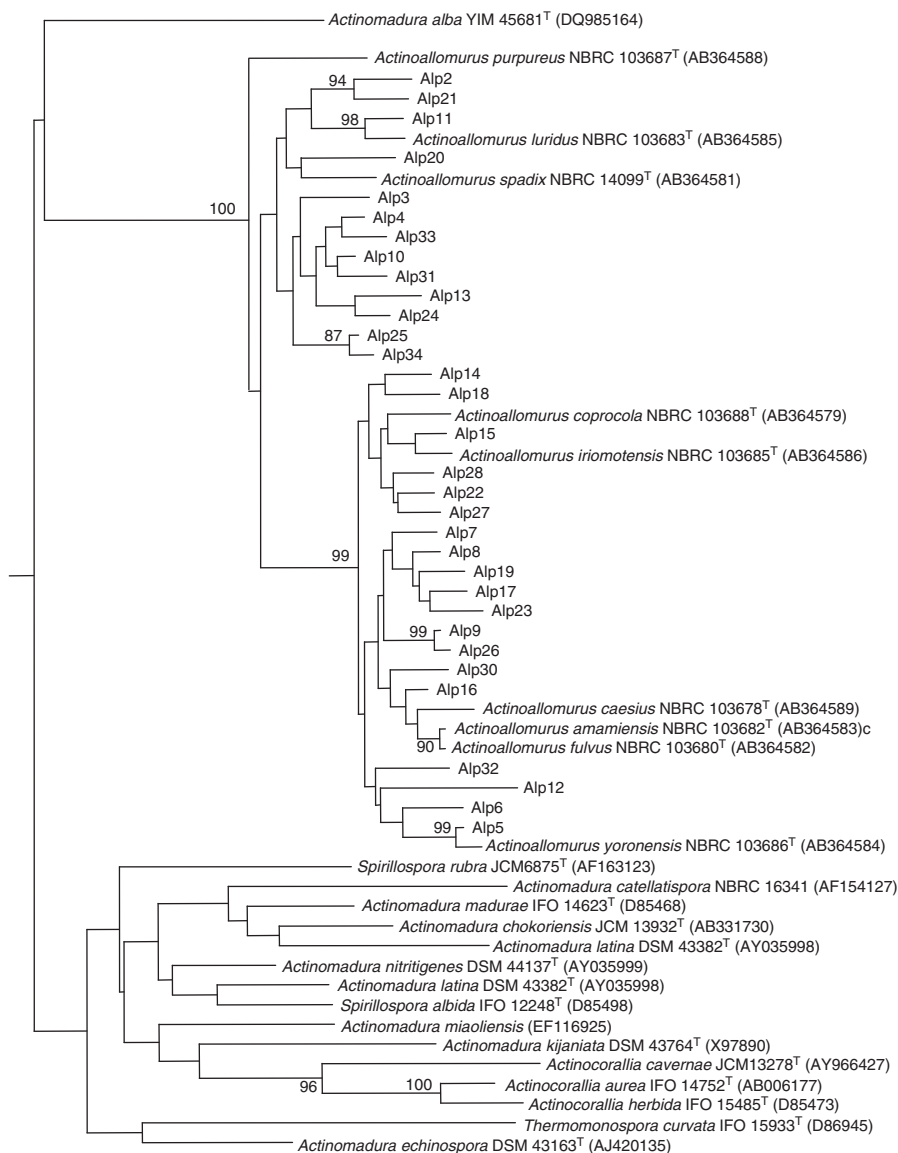 Actinomadura alba YIM 45681T (DQ985164)
Actinoallomurus purpureus NBRC 103687T (AB364588)
94 Alp2
Alp21
98 Alp11
Actinoallomurus luridus NBRC 103683T (AB364585)
Alp20
Actinoallomurus spadix NBRC 14099T (AB364581)
Alp3
100
Alp4
Alp33
Alp10
Alp31
Alp13
Alp24
87 Alp25
Alp34
Alp14
Alp18
Actinoallomurus coprocola NBRC 103688T (AB364579)
Alp15
Actinoallomurus iriomotensis NBRC 103685T (AB364586)
Alp28
Alp22
Alp27
Alp7
99 Alp8
Alp19
Alp17
Alp23
99 Alp9
Alp26
Alp30
Alp16
Actinoallomurus caesius NBRC 103678T (AB364589)
Actinoallomurus amamiensis NBRC 103682T (AB364583)c
90 Actinoallomurus fulvus NBRC 103680T (AB364582)
Alp32
Alp12
Alp6
99 Alp5
Actinoallomurus yoronensis NBRC 103686T (AB364584)
Spirillospora rubra JCM6875T (AF163123)
Actinomadura catellatispora NBRC 16341 (AF154127)
Actinomadura madurae IFO 14623T (D85468)
Actinomadura chokoriensis JCM 13932T (AB331730)
Actinomadura latina DSM 43382T (AY035998)
Actinomadura nitritigenes DSM 44137T (AY035999)
Actinomadura latina DSM 43382T (AY035998)
Spirillospora albida IFO 12248T (D85498)
Actinomadura miaoliensis (EF116925)
Actinomadura kijaniata DSM 43764T (X97890)
Actinocorallia cavernae JCM13278T (AY966427)
96 100 Actinocorallia aurea IFO 14752T (AB006177)
Actinocorallia herbida IFO 15485T (D85473)
Thermomonospora curvata IFO 15933T (D86945)
Actinomadura echinospora DSM 43163T (AJ420135)